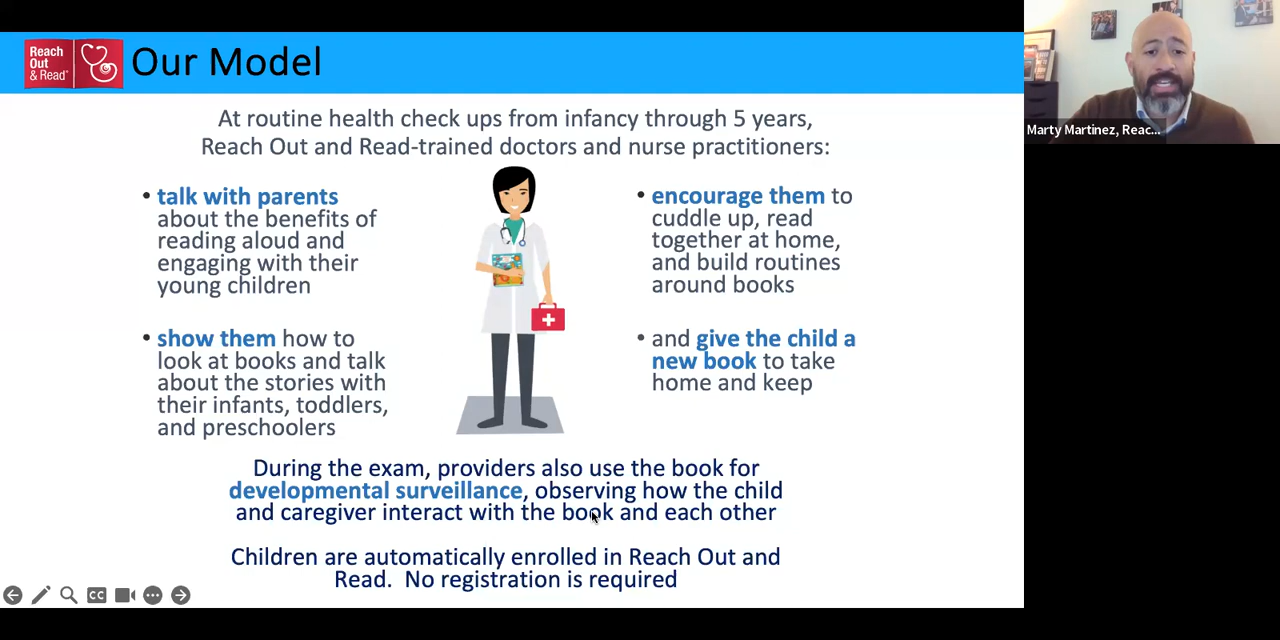 Reach
Out
& Read®
Our Model
At routine health check ups from infancy through 5 years,
Reach Out and Read-trained doctors and nurse practitioners:
• talk with parents
about the benefits of
reading aloud and
engaging with their
young children
• show them how to
look at books and talk
about the stories with
their infants, toddlers,
and preschoolers
• encourage them to
cuddle up, read
together at home,
and build routines
around books
• and give the child a
new book to take
home and keep
During the exam, providers also use the book for
developmental surveillance, observing how the child
and caregiver interact with the book and each other
Children are automatically enrolled in Reach Out and
Read. No registration is required
CC
Marty Martinez, Reac...